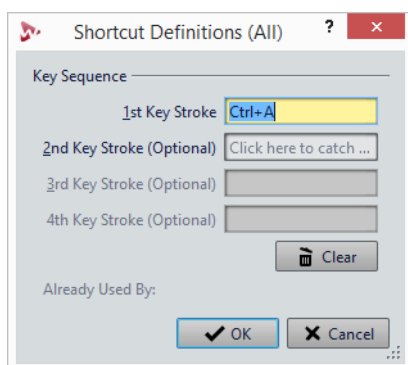 Shortcut Definitions (All) ? ×
Key Sequence
1st Key Stroke Ctrl+A
2nd Key Stroke (Optional) Click here to catch ...
3rd Key Stroke (Optional)
4th Key Stroke (Optional)
Clear
Already Used By:
OK Cancel